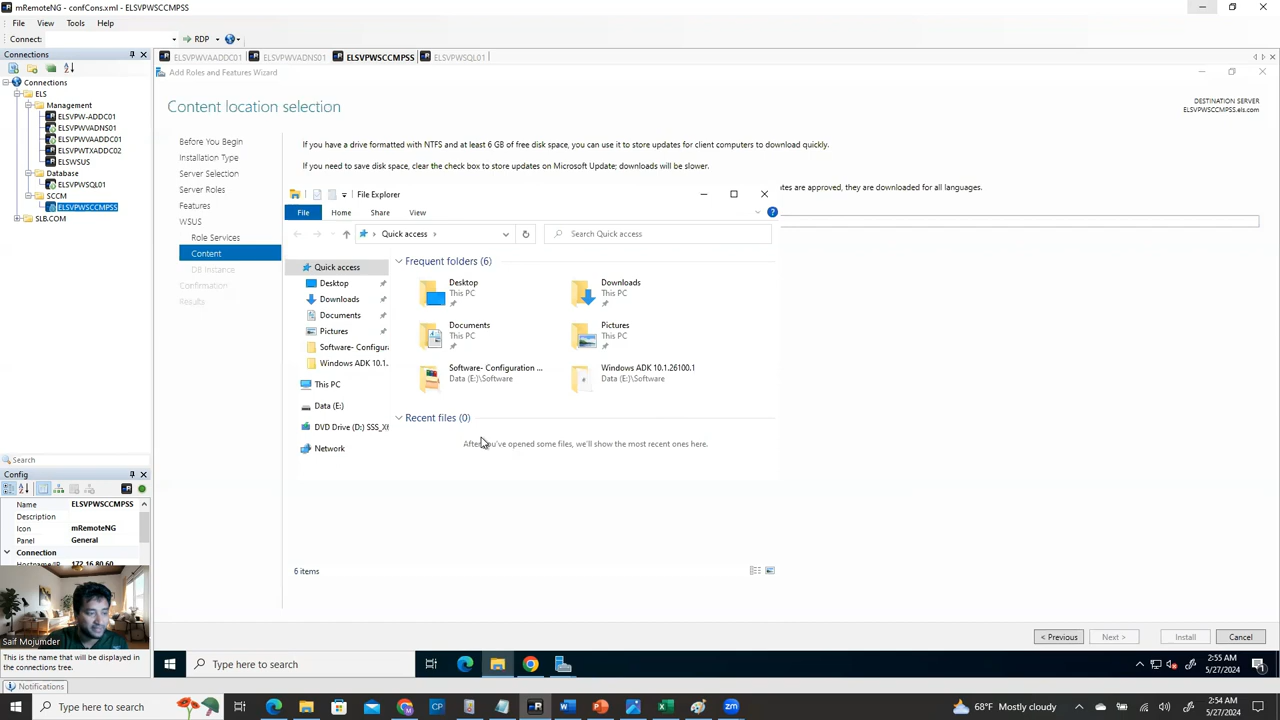 mRemoteNG - confCons.xml - ELSVPWSCCMPSS
File View Tools Help
Connect: RDP
Connections
ELSVPWVAADDC01 ELSVPWVADNS01 ELSVPWSCCMPSS ELSVPWSQL01
Add Roles and Features Wizard
Connections
ELS
Management
ELSVPW-ADDC01
ELSVPWVADNS01
ELSVPWVAADDC01
ELSVPWTXADDC02
ELSWSUS
Database
ELSVPWSQL01
SCCM
ELSVPWSCCMPSS
SLB.COM
Content location selection
DESTINATION SERVER
ELSVPWSCCMPSS.els.com
Before You Begin
Installation Type
Server Selection
Server Roles
Features
WSUS
Role Services
Content
DB Instance
Confirmation
Results
If you have a drive formatted with NTFS and at least 6 GB of free disk space, you can use it to store updates for client computers to download quickly.
If you need to save disk space, clear the check box to store updates on Microsoft Update; downloads will be slower.
ates are approved, they are downloaded for all languages.
File Explorer
File Home Share View
Quick access
Search Quick access
Quick access
Desktop
Downloads
Documents
Pictures
Software- Configura
Windows ADK 10.1.
This PC
Data (E:)
DVD Drive (D:) SSS_X
Network
Frequent folders (6)
Desktop
This PC
Downloads
This PC
Documents
This PC
Pictures
This PC
Software- Configuration ...
Data (E:)\Software
Windows ADK 10.1.26100.1
Data (E:)\Software
Recent files (0)
After you've opened some files, we'll show the most recent ones here.
6 items
< Previous Next > Install Cancel
Search
Config
Name ELSVPWSCCMPSS
Description
Icon mRemoteNG
Panel General
Connection
Hostname/IP 172.16.80.60
Saif Mojumder
This is the name that will be displayed in the connections tree.
Notifications
Type here to search
2:55 AM
5/27/2024
Type here to search
68°F Mostly cloudy
2:54 AM
5/27/2024